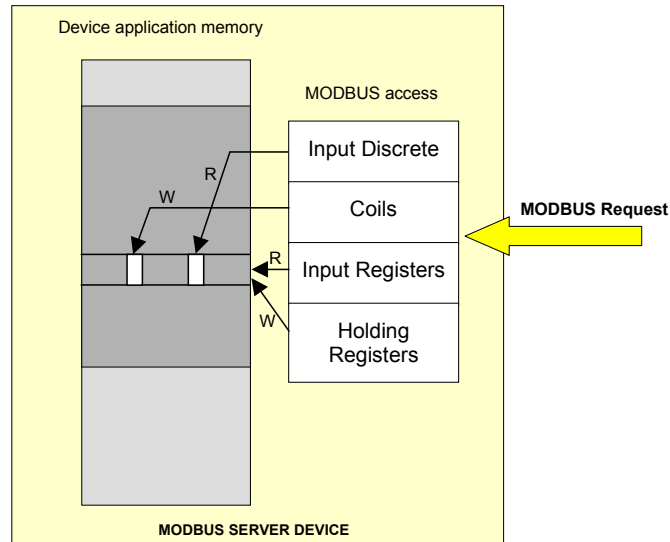 Device application memory
MODBUS access
Input Discrete
R
W
Coils
MODBUS Request
R
Input Registers
W
Holding
Registers
MODBUS SERVER DEVICE